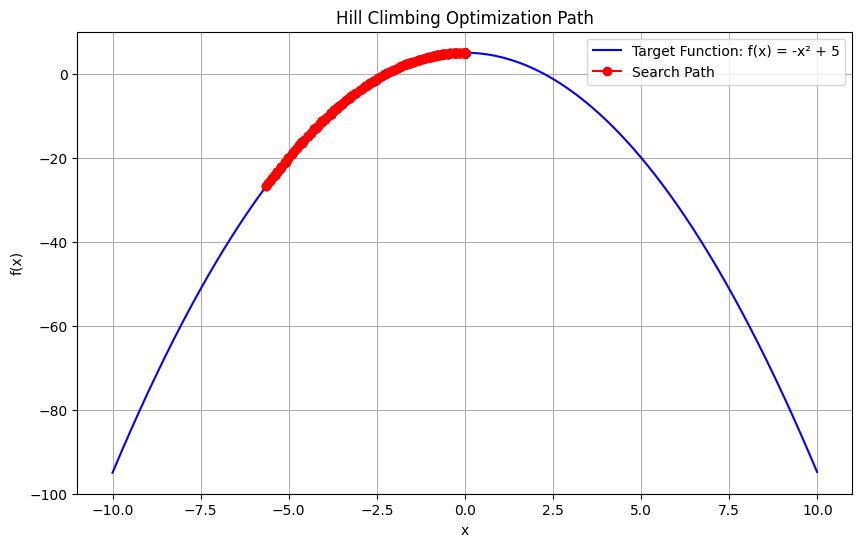 Hill Climbing Optimization Path
Target Function: f(x) = -x² + 5
Search Path
f(x)
0
−20
−40
−60
−80
−100
−10.0 −7.5 −5.0 −2.5 0.0 2.5 5.0 7.5 10.0
x